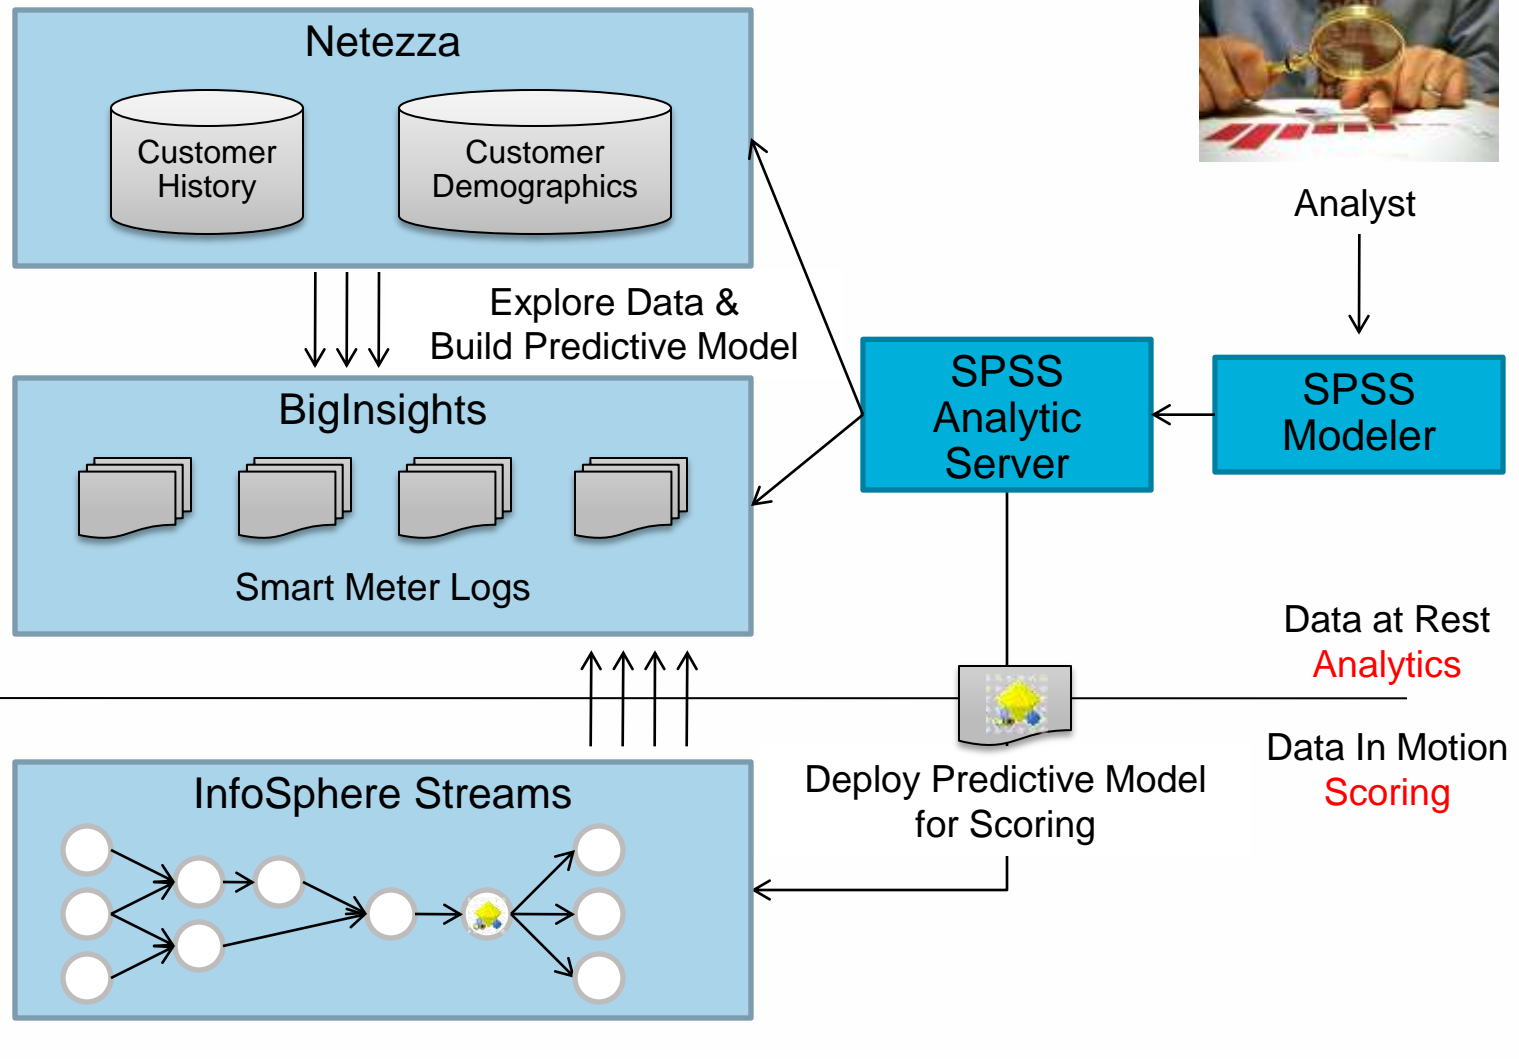 Netezza
Customer
History
Customer
Demographics
Analyst
Explore Data &
Build Predictive Model
SPSS
Analytic
Server
SPSS
Modeler
BigInsights
Smart Meter Logs
Data at Rest
Analytics
Data In Motion
Scoring
Deploy Predictive Model
for Scoring
InfoSphere Streams